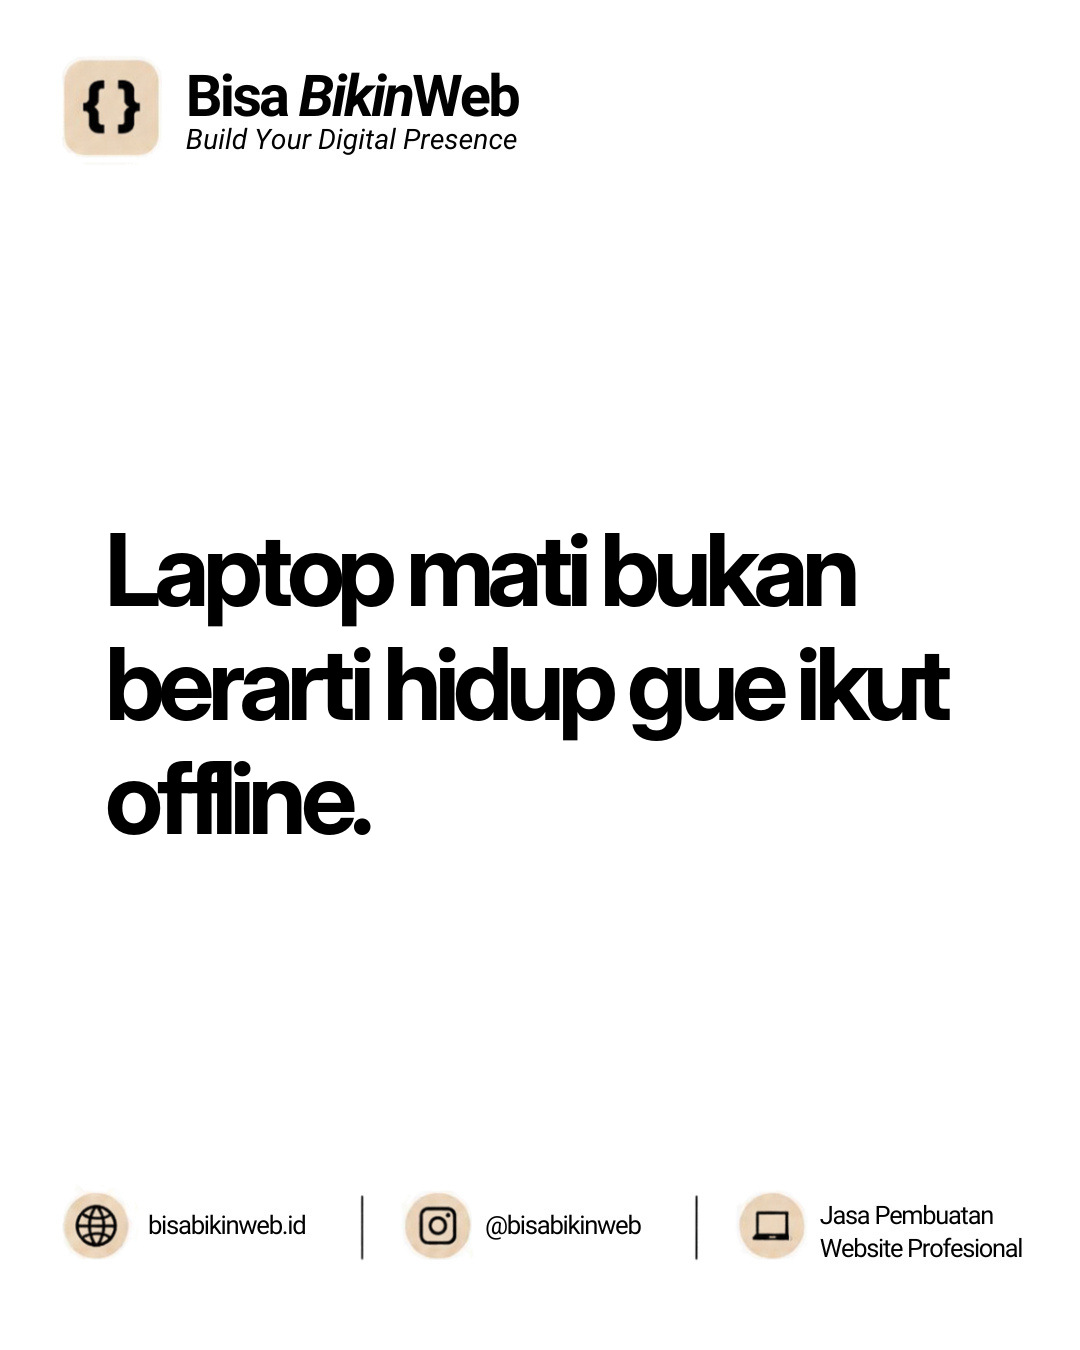 { }
Bisa BikinWeb
Build Your Digital Presence
Laptop mati bukan
berarti hidup gue ikut
offline.
bisabikinweb.id
@bisabikinweb
Jasa Pembuatan
Website Profesional